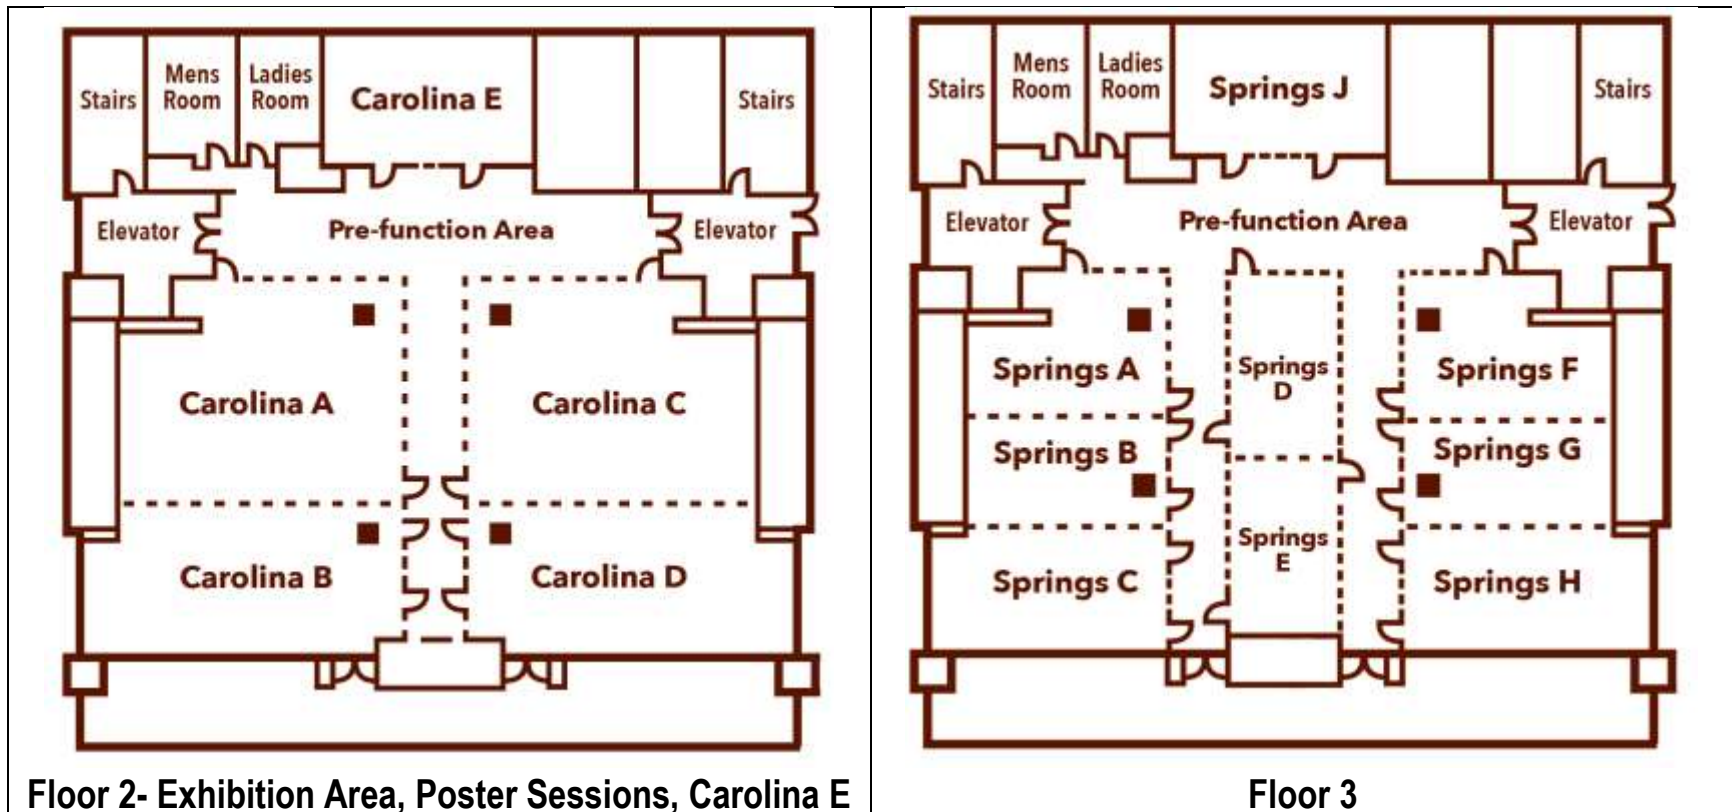 Stairs
Mens
Room
Ladies
Room
Carolina E
Stairs
Elevator
Pre-function Area
Elevator
Carolina A
Carolina C
Carolina B
Carolina D
Floor 2- Exhibition Area, Poster Sessions, Carolina E
Stairs
Mens
Room
Ladies
Room
Springs J
Stairs
Elevator
Pre-function Area
Elevator
Springs A
Springs
D
Springs F
Springs B
Springs G
Springs
E
Springs C
Springs H
Floor 3